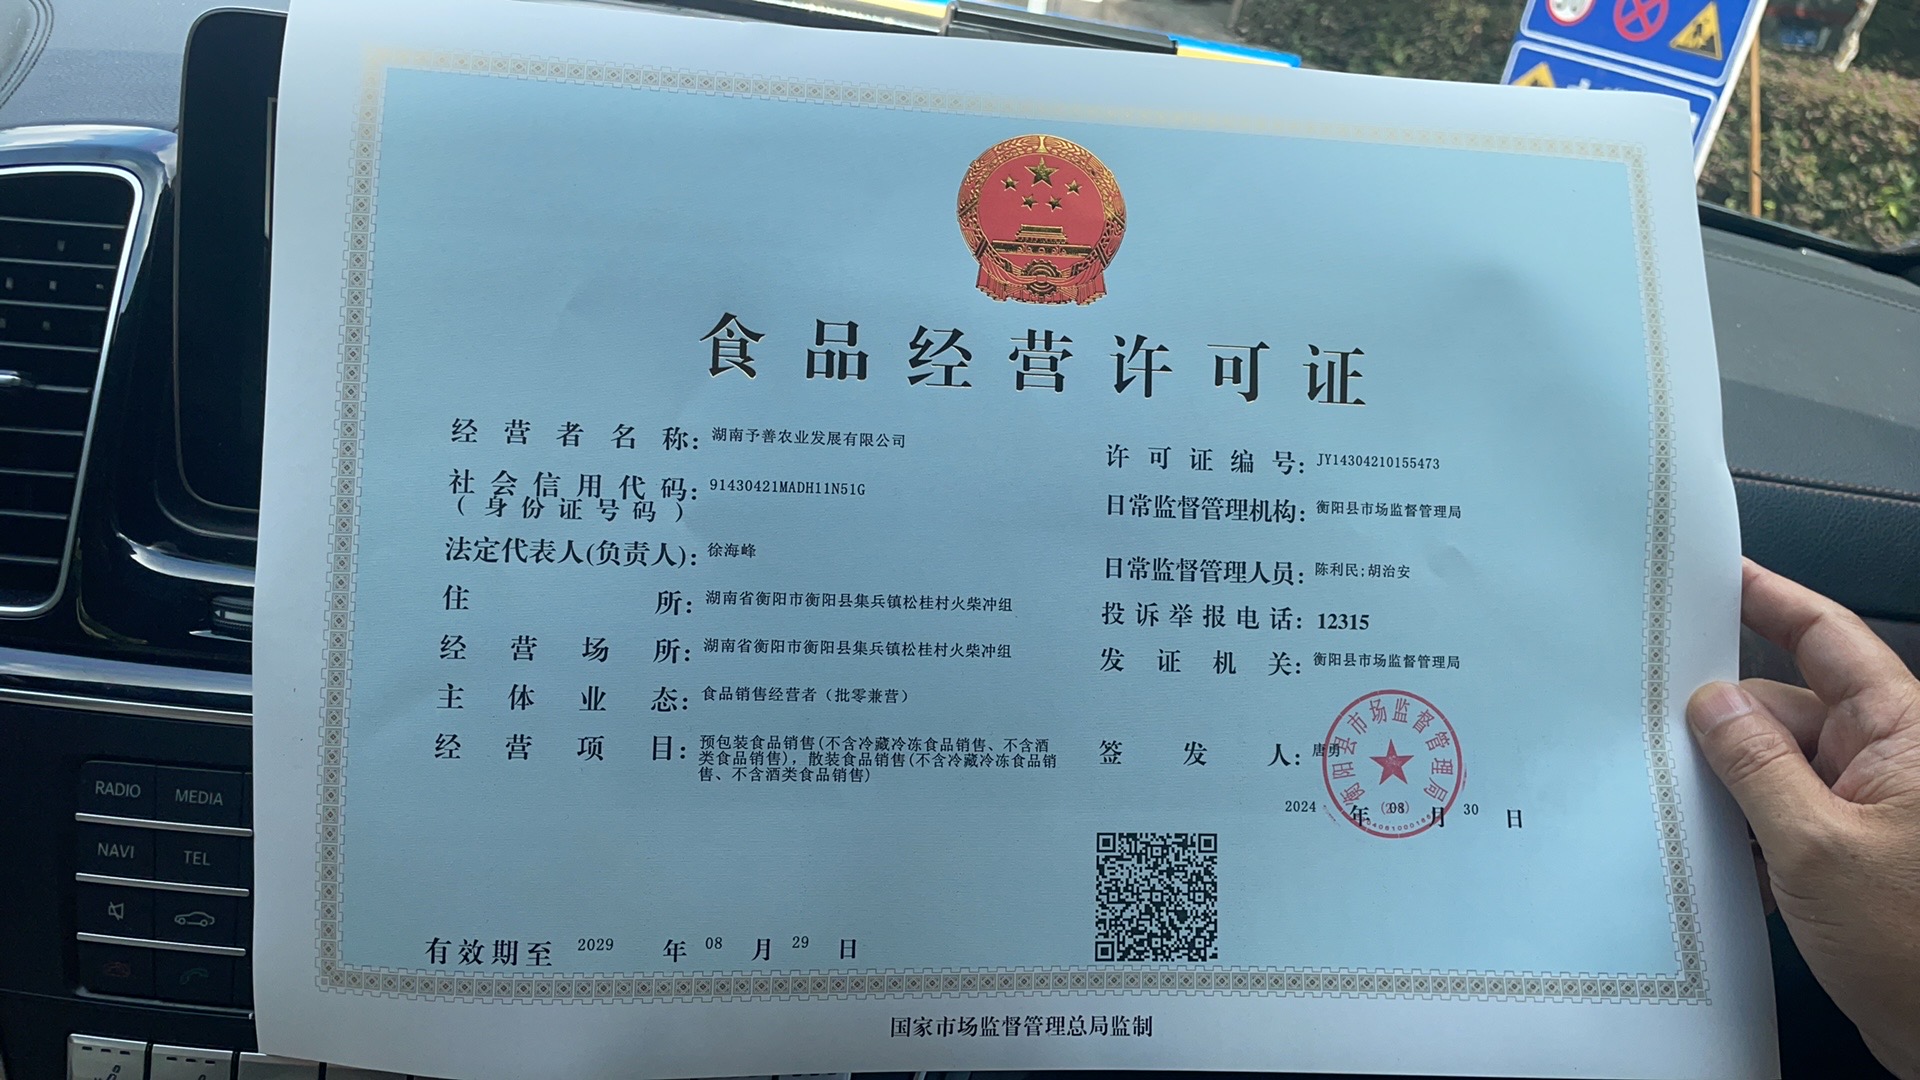 食品经营许可证
经营者名称: 湖南予善农业发展有限公司
社会信用代码: 91430421MADH11N51G
(身份证号码)
法定代表人(负责人): 徐海峰
住所: 湖南省衡阳市衡阳县集兵镇松桂村火柴冲组
经营场所: 湖南省衡阳市衡阳县集兵镇松桂村火柴冲组
主体业态: 食品销售经营者（批零兼营）
经营项目: 预包装食品销售(不含冷藏冷冻食品销售、不含酒
类食品销售)，散装食品销售(不含冷藏冷冻食品销
售、不含酒类食品销售)
有效期至 2029 年 08 月 29 日
许可证编号: JY14304210155473
日常监督管理机构: 衡阳县市场监督管理局
日常监督管理人员: 陈利民;胡治安
投诉举报电话: 12315
发证机关: 衡阳县市场监督管理局
签发人: 唐勇
2024 年 08 月 30 日
衡阳县市场监督管理局
国家市场监督管理总局监制
RADIO
MEDIA
NAVI
TEL